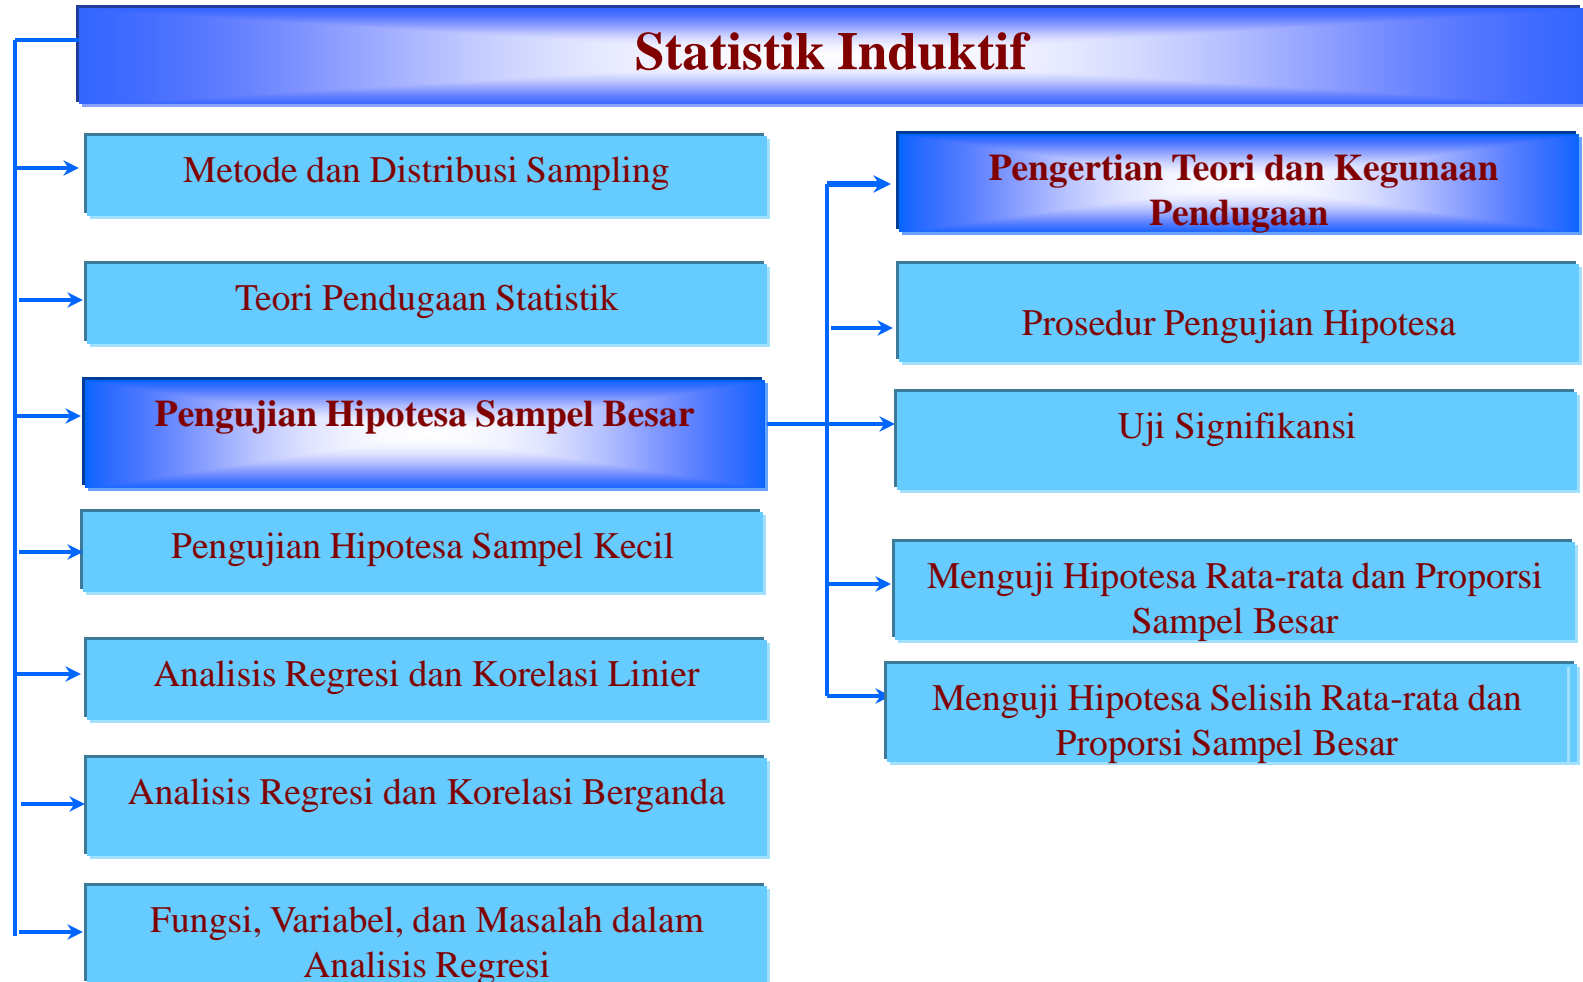 Statistik Induktif
Metode dan Distribusi Sampling
Teori Pendugaan Statistik
Pengujian Hipotesa Sampel Besar
Pengujian Hipotesa Sampel Kecil
Analisis Regresi dan Korelasi Linier
Analisis Regresi dan Korelasi Berganda
Fungsi, Variabel, dan Masalah dalam
Analisis Regresi
Pengertian Teori dan Kegunaan
Pendugaan
Prosedur Pengujian Hipotesa
Uji Signifikansi
Menguji Hipotesa Rata-rata dan Proporsi
Sampel Besar
Menguji Hipotesa Selisih Rata-rata dan
Proporsi Sampel Besar